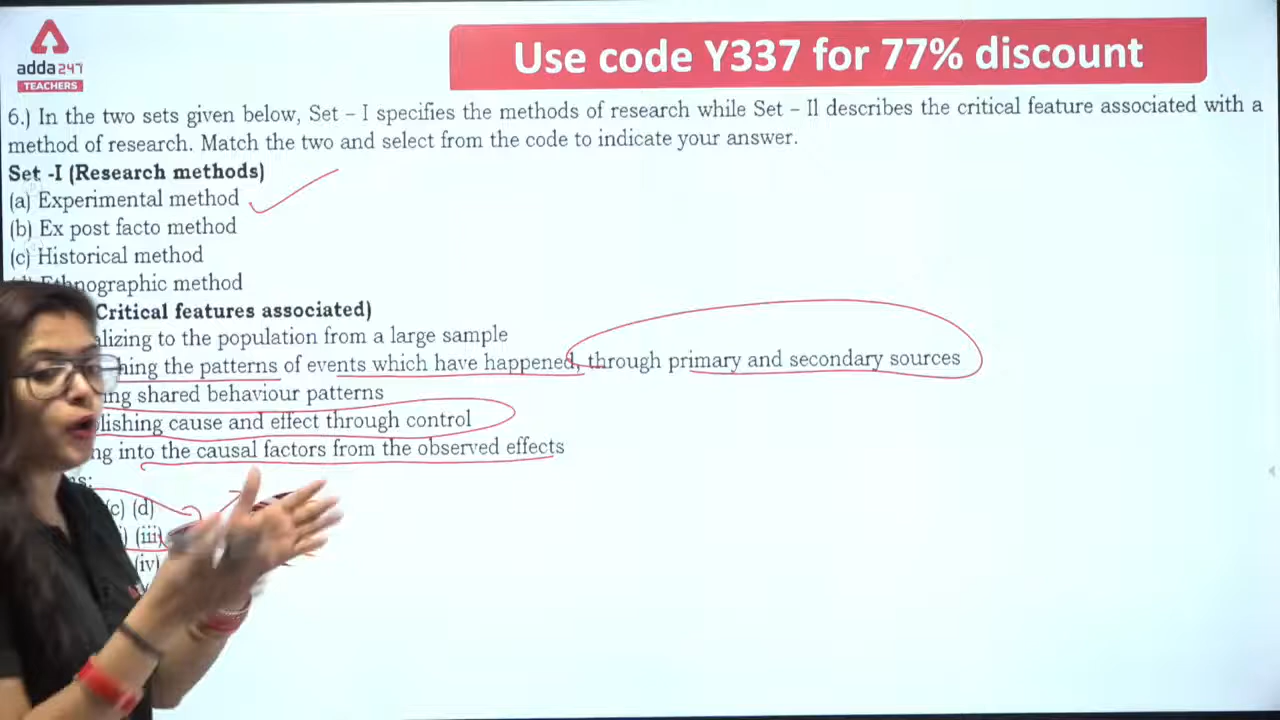 adda247
TEACHERS
Use code Y337 for 77% discount
6.) In the two sets given below, Set – I specifies the methods of research while Set – II describes the critical feature associated with a
method of research. Match the two and select from the code to indicate your answer.
Set -I (Research methods)
(a) Experimental method
(b) Ex post facto method
(c) Historical method
Ethnographic method
Critical features associated)
to the population from a large sample
the patterns of events which have happened, through primary and secondary sources
shared behaviour patterns
cause and effect through control
into the causal factors from the observed effects
(d)
(iii)
(iv)